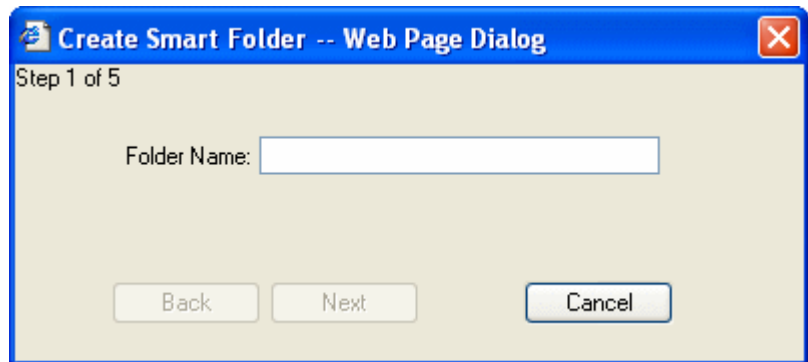 Create Smart Folder -- Web Page Dialog
Step 1 of 5
Folder Name:
Back Next Cancel